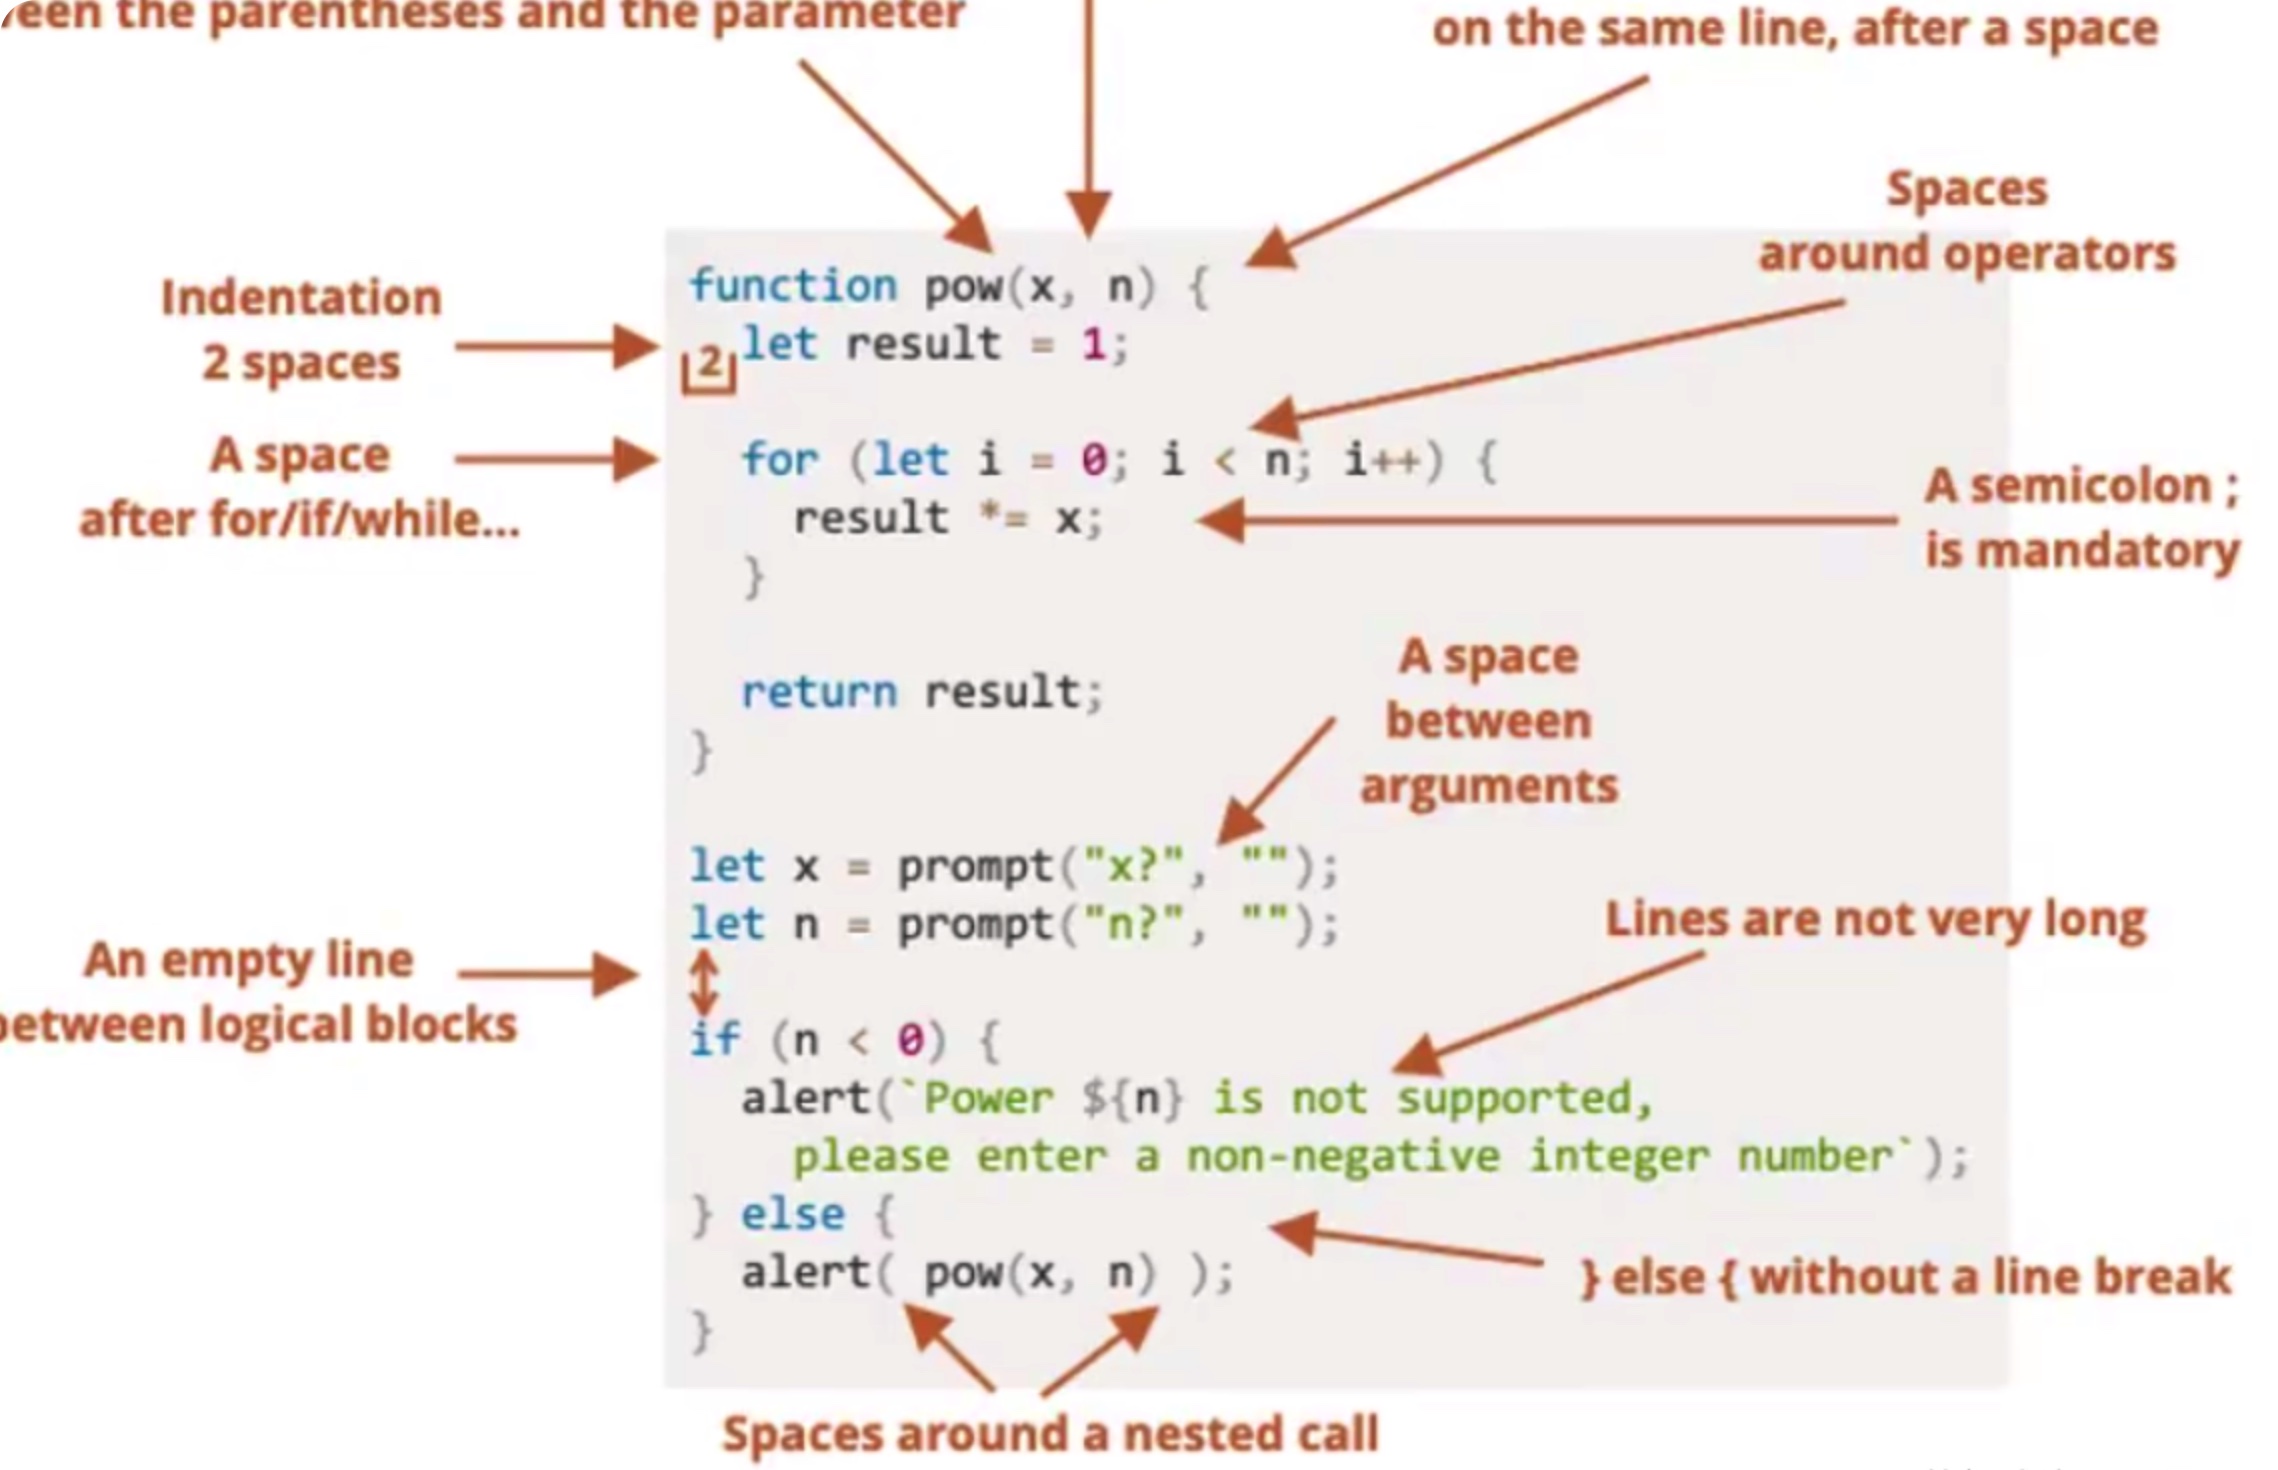 the parentheses and the parameter
on the same line, after a space
Spaces
around operators
Indentation
2 spaces
A space
after for/if/while...
function pow(x, n) {
2
let result = 1;
for (let i = 0; i < n; i++) {
result *= x;
}
return result;
}
A semicolon ;
is mandatory
A space
between
arguments
let x = prompt("x?", "");
let n = prompt("n?", "");
An empty line
between logical blocks
Lines are not very long
if (n < 0) {
alert(`Power ${n} is not supported,
please enter a non-negative integer number`);
} else {
alert( pow(x, n) );
}
} else { without a line break
Spaces around a nested call